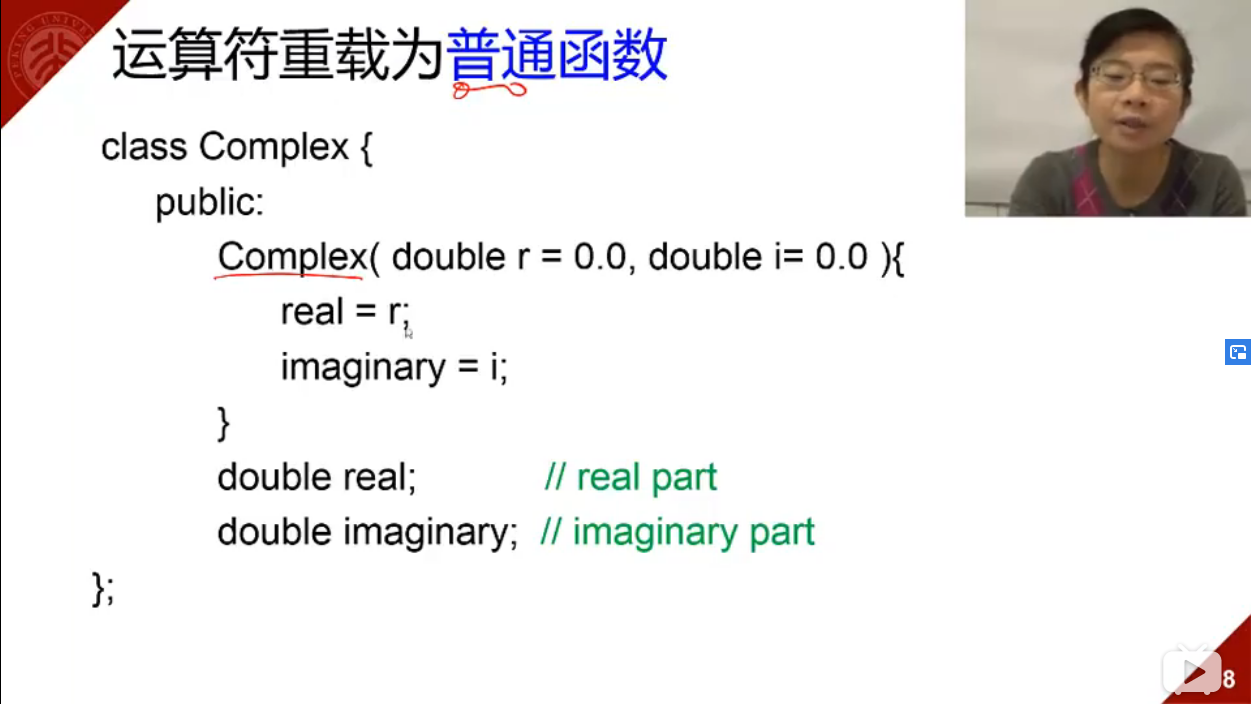 运算符重载为普通函数
class Complex {
public:
Complex( double r = 0.0, double i= 0.0 ){
real = r;
imaginary = i;
}
double real; // real part
double imaginary; // imaginary part
};
8